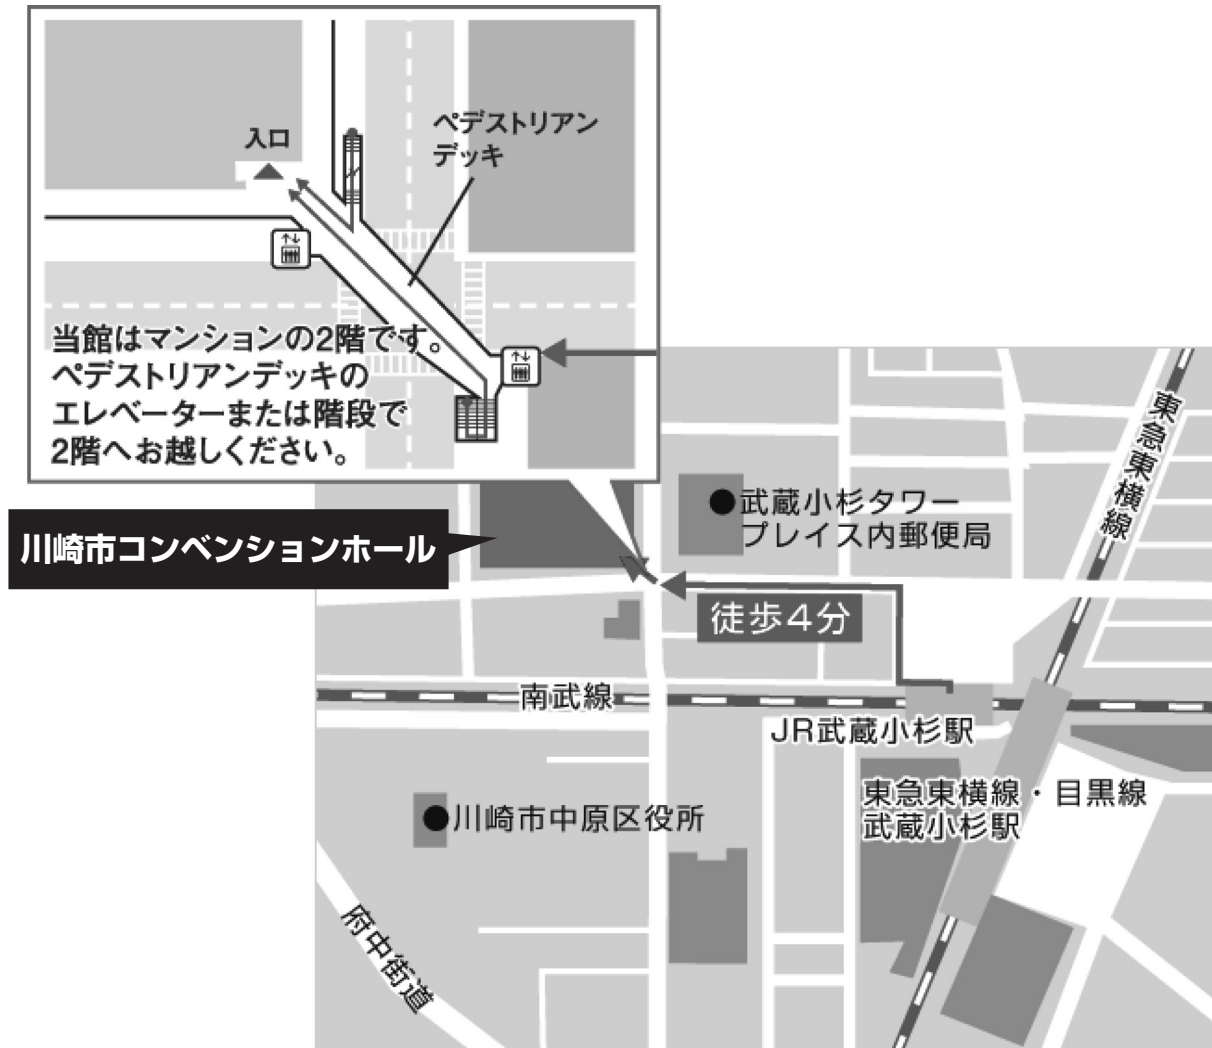 入口
ペデストリアン
デッキ
当館はマンションの2階です。
ペデストリアンデッキの
エレベーターまたは階段で
2階へお越しください。
川崎市コンベンションホール
武蔵小杉タワー
プレイス内郵便局
東急東横線
徒歩4分
南武線
JR武蔵小杉駅
東急東横線・目黒線
武蔵小杉駅
川崎市中原区役所
府中街道